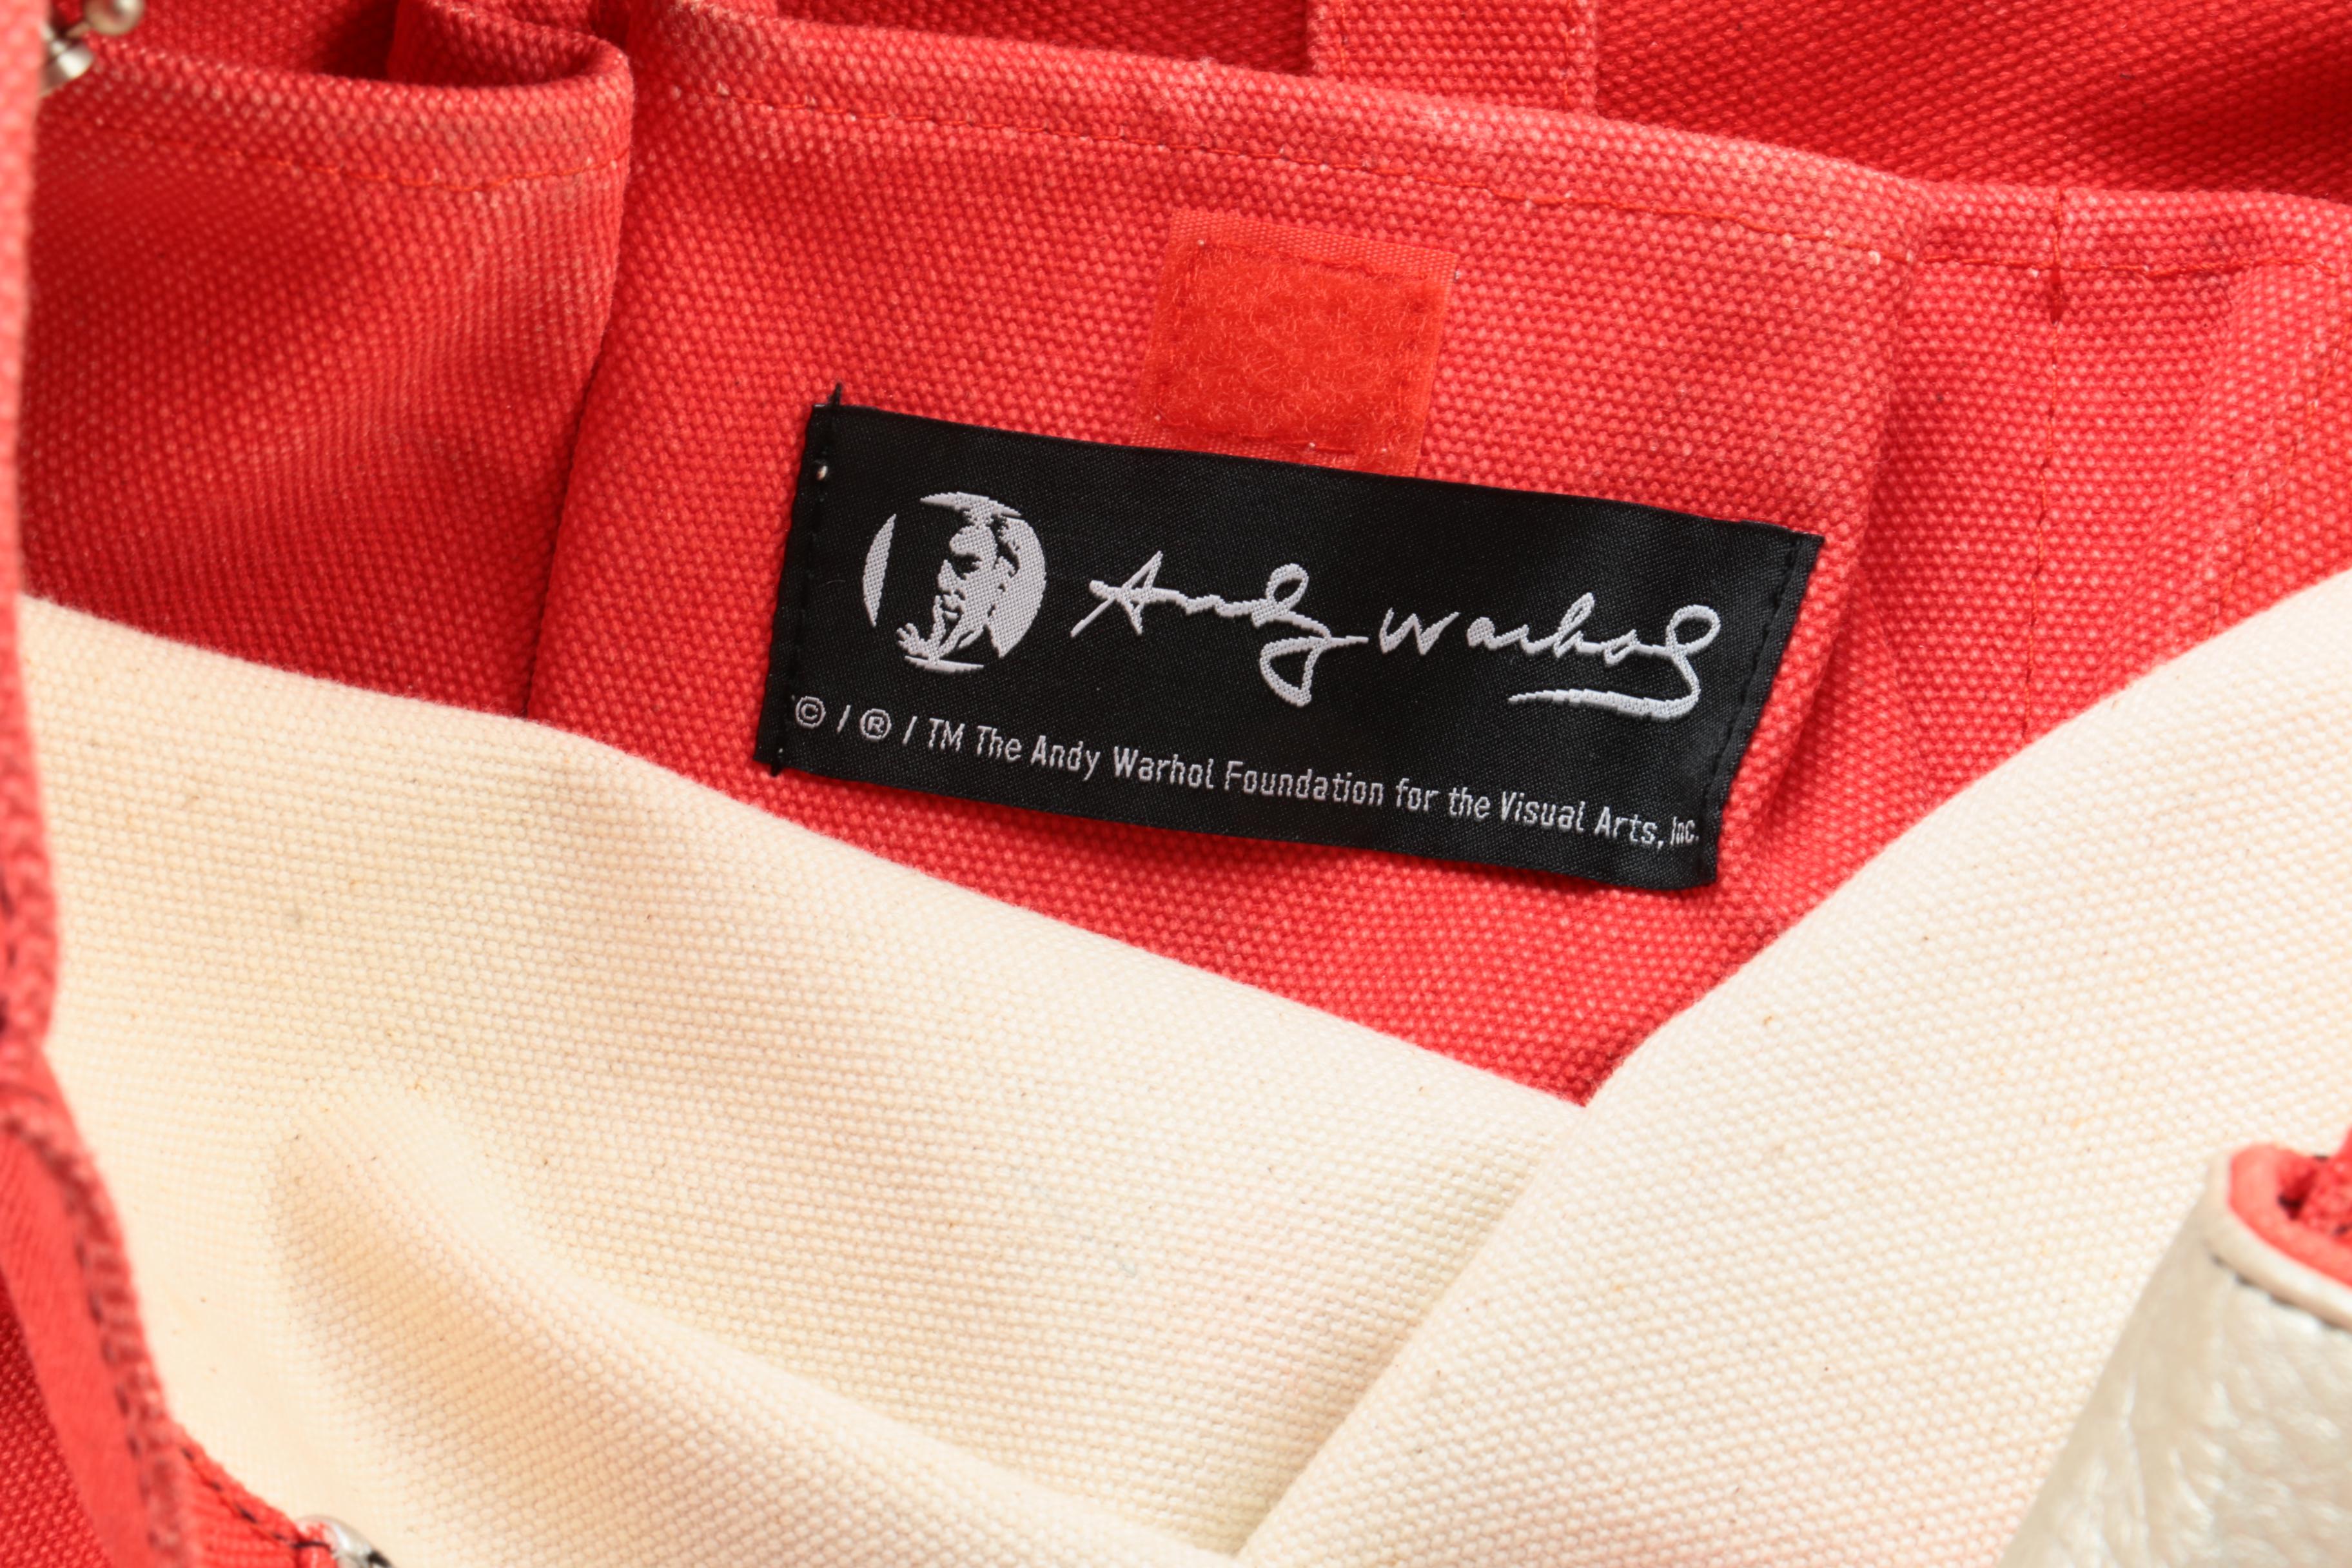 Andy Warhol
© / ® / TM The Andy Warhol Foundation for the Visual Arts, Inc.